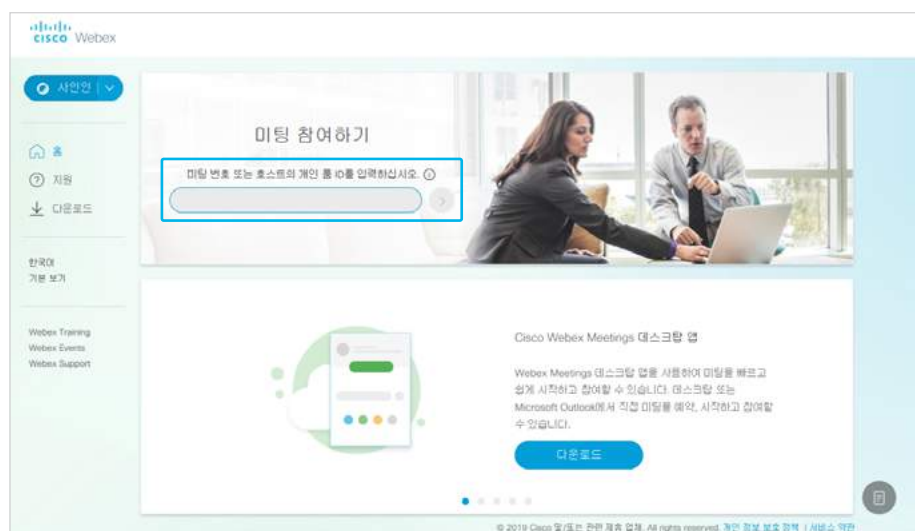 CISCO Webex
사인인
홈
지원
다운로드
한국어
기본 보기
Webex Training
Webex Events
Webex Support
미팅 참여하기
미팅 번호 또는 호스트의 개인 룸 ID를 입력하십시오.
Cisco Webex Meetings 데스크탑 앱
Webex Meetings 데스크탑 앱을 사용하여 미팅을 빠르고
쉽게 시작하고 참여할 수 있습니다. 데스크탑 또는
Microsoft Outlook에서 직접 미팅을 예약, 시작하고 참여할
수 있습니다.
다운로드
© 2019 Cisco 및/또는 관련 제휴 업체. All rights reserved. 개인 정보 보호 정책 | 서비스 약관